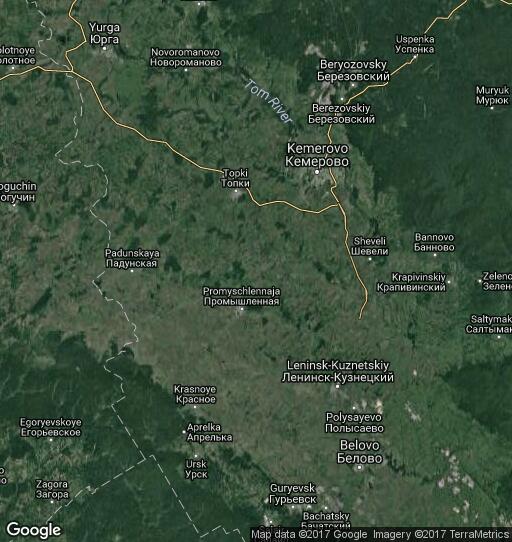 Yurga
Юрга
Uspenka
Успенка
Novoromanovo
Новороманово
Beryozovsky
Березовский
Tom River
Muryuk
Мурюк
Berezovskiy
Березовский
Kemerovo
Кемерово
Topki
Топки
Sheveli
Шевели
Bannovo
Банново
Padunskaya
Падунская
Krapivinskiy
Крапивинский
Promyschlennaja
Промышленная
Leninsk-Kuznetskiy
Ленинск-Кузнецкий
Krasnoye
Красное
Polysayevo
Полысаево
Egoryevskoye
Егорьевское
Aprelka
Апрелька
Belovo
Белово
Ursk
Урск
Zagora
Загора
Guryevsk
Гурьевск
Bachatsky
Google
Map data ©2017 Google Imagery ©2017 TerraMetrics